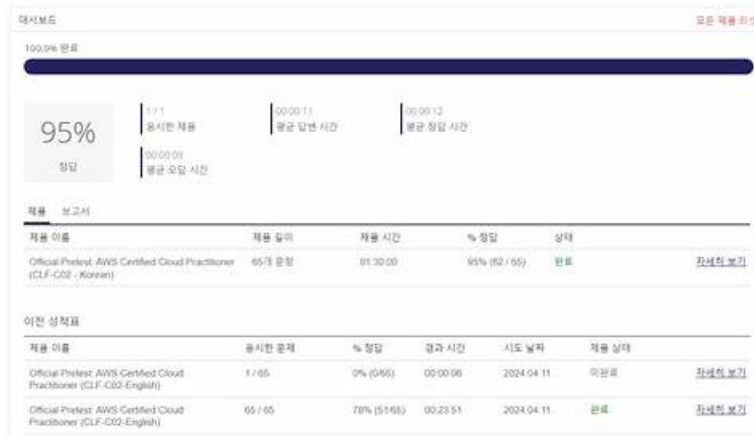 대시보드
모든 제품 리셋
100.0% 완료
95%
정답
1 / 1
응시한 제품
00:00:11
평균 답변 시간
00:00:12
평균 정답 시간
00:00:09
평균 오답 시간
제품 보고서
제품 이름 제품 길이 제품 시간 % 정답 상태
Official Pretest: AWS Certified Cloud Practitioner 65개 문항 01:30:00 95% (62 / 65) 완료 자세히 보기
(CLF-C02 - Korean)
이전 성적표
제품 이름 응시한 문제 % 정답 경과 시간 시도 날짜 제품 상태
Official Pretest: AWS Certified Cloud 1 / 65 0% (0/65) 00:00:06 2024.04.11. 미완료 자세히 보기
Practitioner (CLF-C02-English)
Official Pretest: AWS Certified Cloud 65 / 65 78% (51/65) 00:23:51 2024.04.11. 완료 자세히 보기
Practitioner (CLF-C02-English)